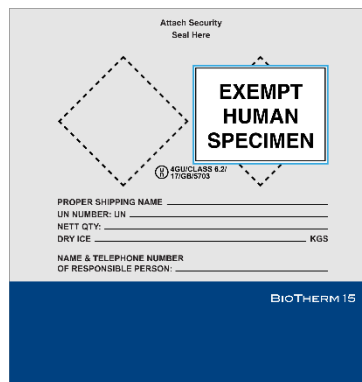 Attach Security
Seal Here
EXEMPT
HUMAN
SPECIMEN
4GU/CLASS 6.2/
17/GB/5703
PROPER SHIPPING NAME
UN NUMBER: UN
NETT QTY:
DRY ICE KGS
NAME & TELEPHONE NUMBER
OF RESPONSIBLE PERSON:
BIOTHERM 15